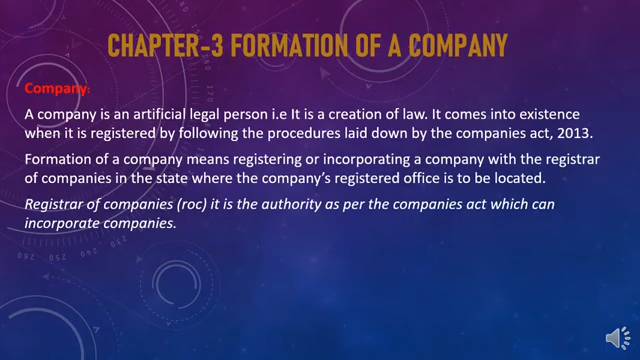 CHAPTER-3 FORMATION OF A COMPANY
Company:
A company is an artificial legal person i.e It is a creation of law. It comes into existence
when it is registered by following the procedures laid down by the companies act, 2013.
Formation of a company means registering or incorporating a company with the registrar
of companies in the state where the company's registered office is to be located.
Registrar of companies (roc) it is the authority as per the companies act which can
incorporate companies.